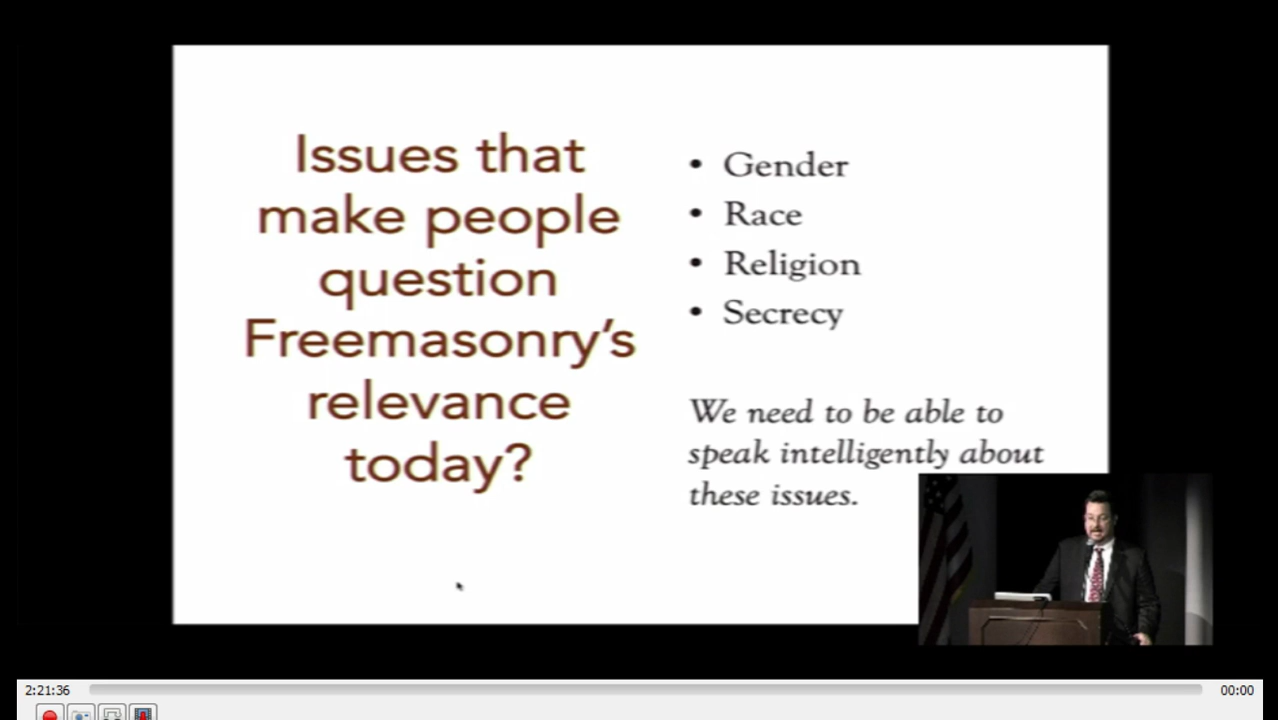 Issues that
make people
question
Freemasonry's
relevance
today?
• Gender
• Race
• Religion
• Secrecy
We need to be able to
speak intelligently about
these issues.
2:21:36
00:00